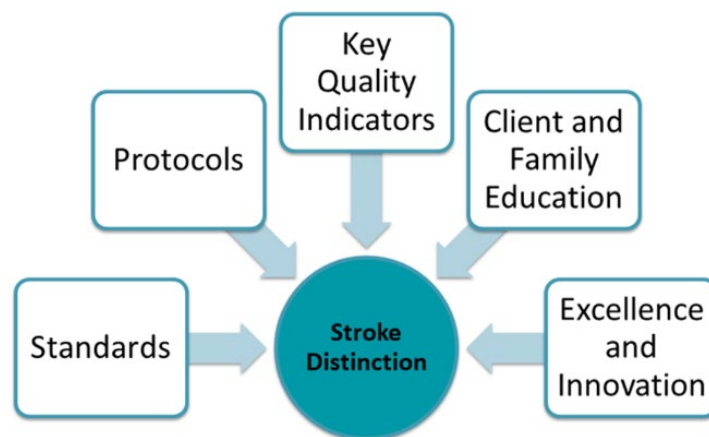 Key
Quality
Indicators
Protocols
Client and
Family
Education
Standards
Stroke
Distinction
Excellence
and
Innovation